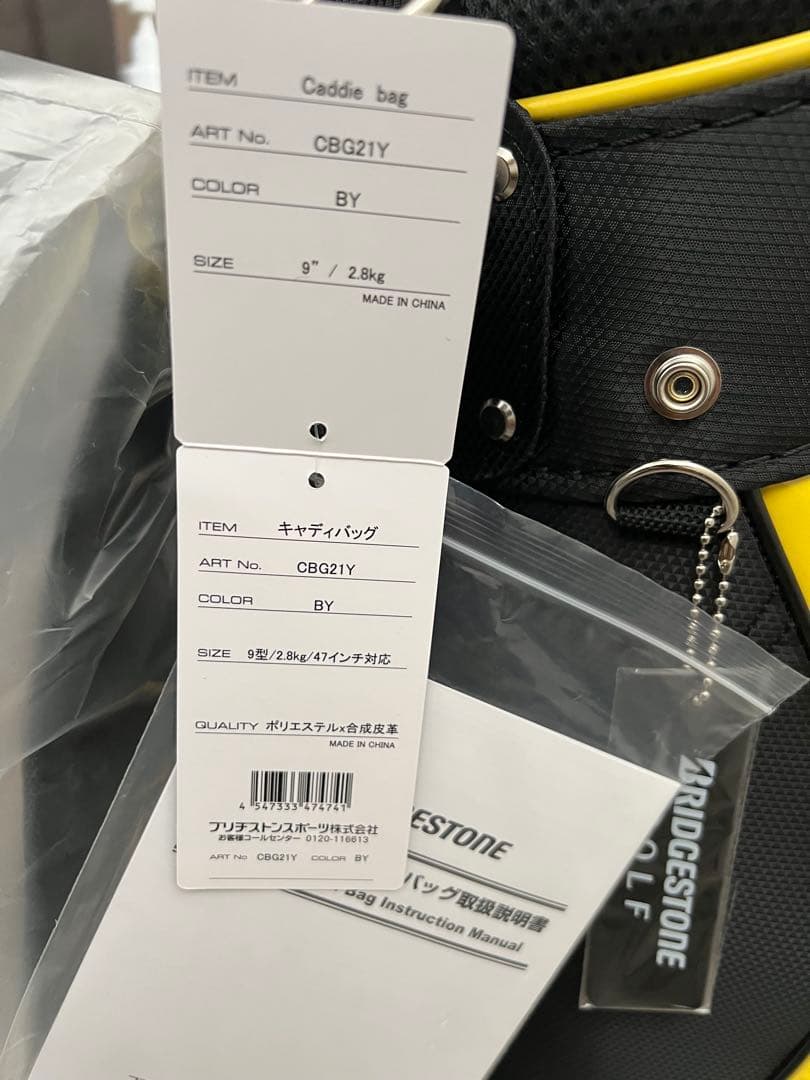 ITEM Caddie bag
ART No. CBG21Y
COLOR BY
SIZE 9" / 2.8kg
MADE IN CHINA
ITEM キャディバッグ
ART No. CBG21Y
COLOR BY
SIZE 9型/2.8kg/47インチ対応
QUALITY ポリエステル×合成皮革
MADE IN CHINA
4 547333 474741
ブリヂストンスポーツ株式会社
お客様コールセンター 0120-116613
ART No CBG21Y COLOR BY
ESTONE
バッグ取扱説明書
Bag Instruction Manual
BRIDGESTONE
OLF